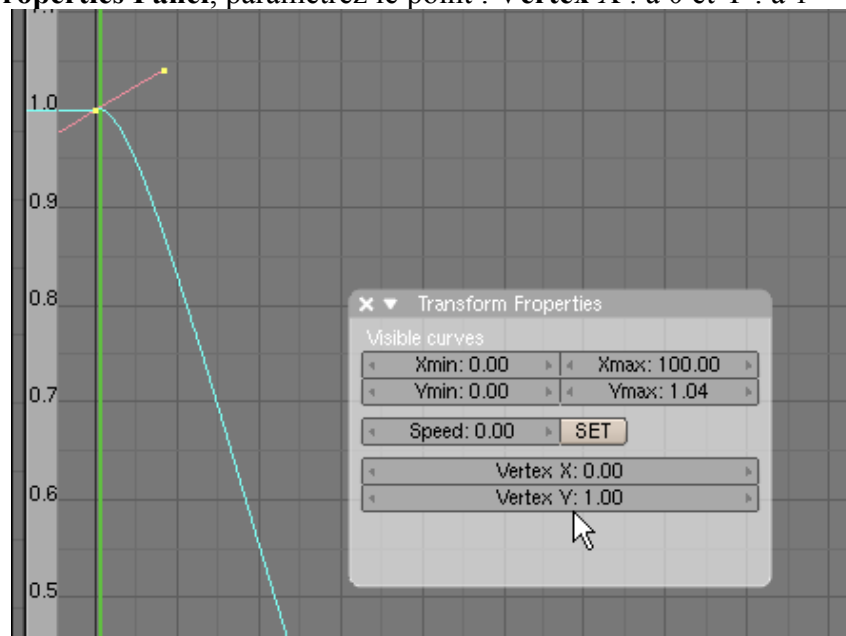 roperties Panel, paramétrez le point : Vertex X : à 0 et Y : à 1
1.0
0.9
0.8
0.7
0.6
0.5
Transform Properties
Visible curves
Xmin: 0.00 Xmax: 100.00
Ymin: 0.00 Ymax: 1.04
Speed: 0.00 SET
Vertex X: 0.00
Vertex Y: 1.00